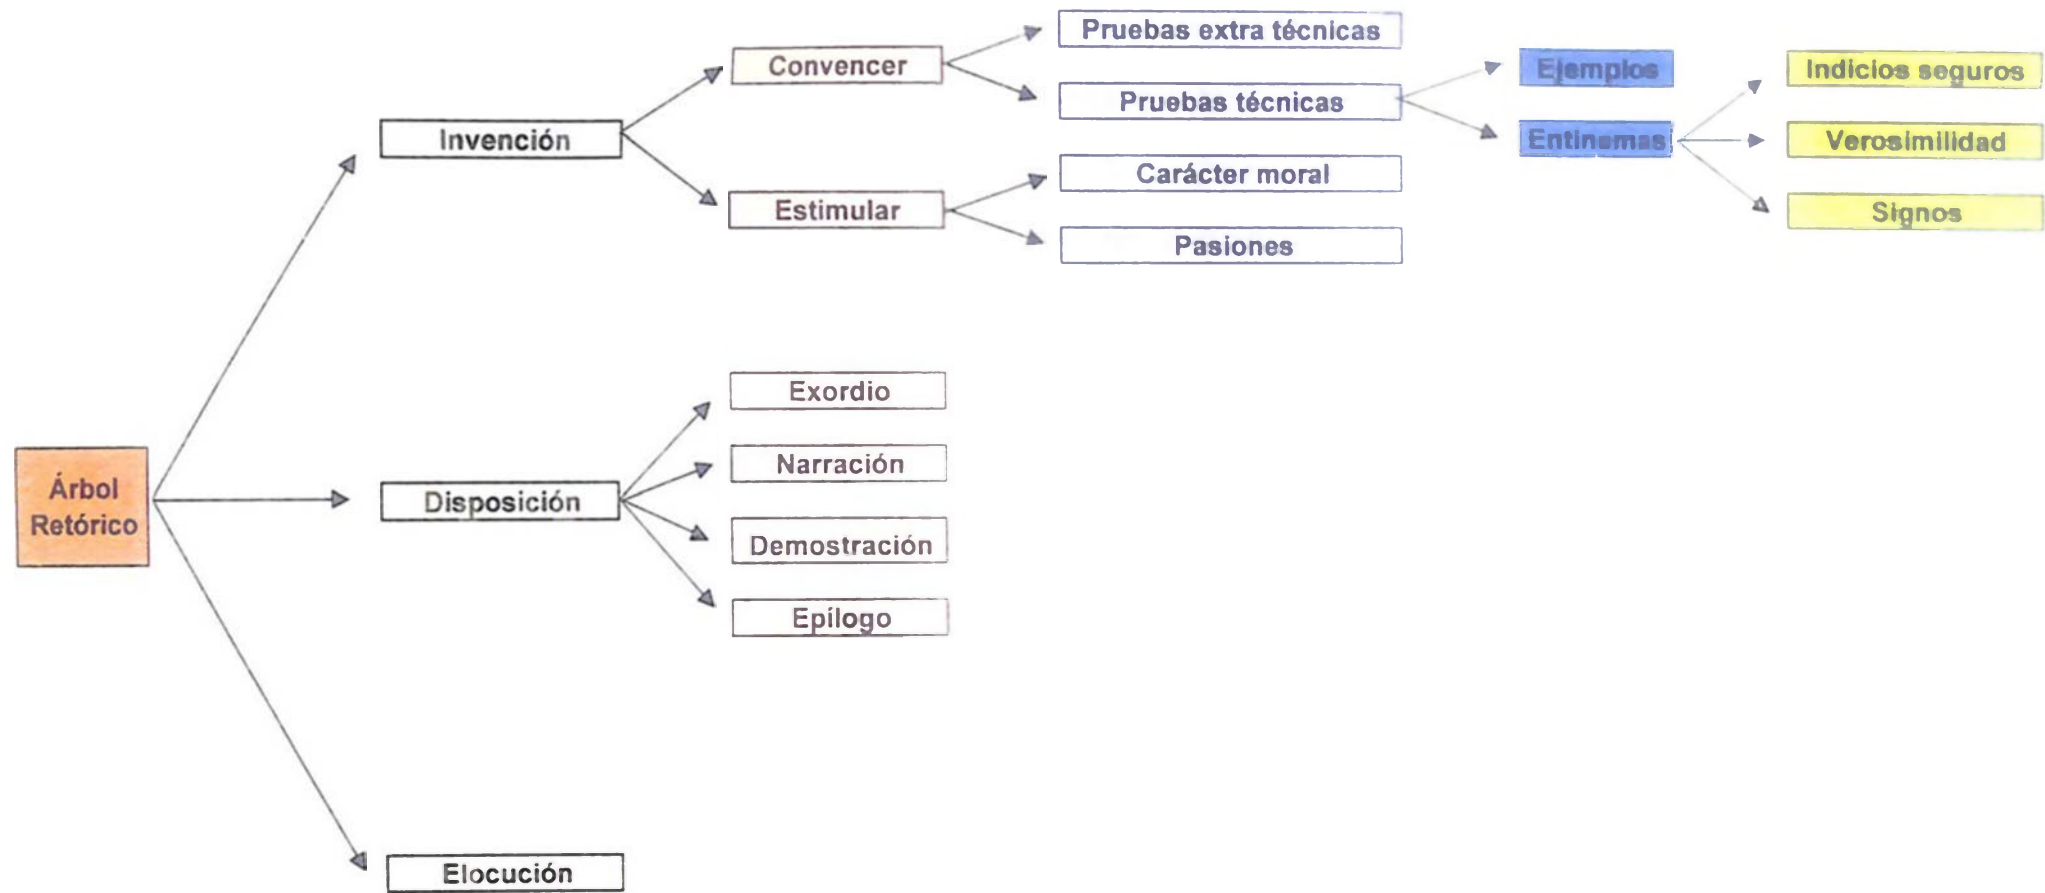 Pruebas extra técnicas
Convencer
Ejemplos
Indicios seguros
Pruebas técnicas
Invención
Entinemas
Verosimilidad
Carácter moral
Estimular
Signos
Pasiones
Exordio
Narración
Árbol
Retórico
Disposición
Demostración
Epílogo
Elocución